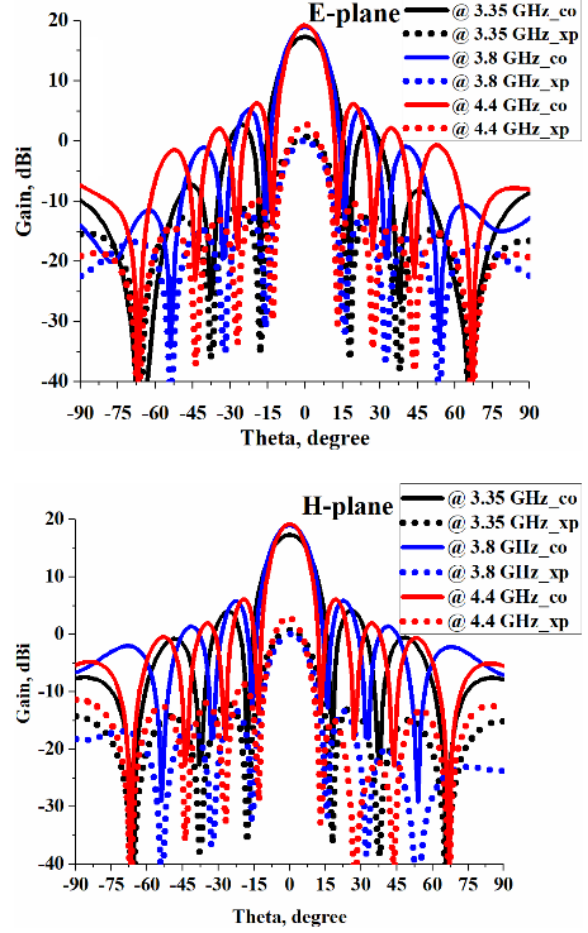 E-plane
@ 3.35 GHz_co
@ 3.35 GHz_xp
@ 3.8 GHz_co
@ 3.8 GHz_xp
@ 4.4 GHz_co
@ 4.4 GHz_xp
Gain, dBi
20
10
0
-10
-20
-30
-40
-90 -75 -60 -45 -30 -15 0 15 30 45 60 75 90
Theta, degree
H-plane
@ 3.35 GHz_co
@ 3.35 GHz_xp
@ 3.8 GHz_co
@ 3.8 GHz_xp
@ 4.4 GHz_co
@ 4.4 GHz_xp
Gain, dBi
20
10
0
-10
-20
-30
-40
-90 -75 -60 -45 -30 -15 0 15 30 45 60 75 90
Theta, degree